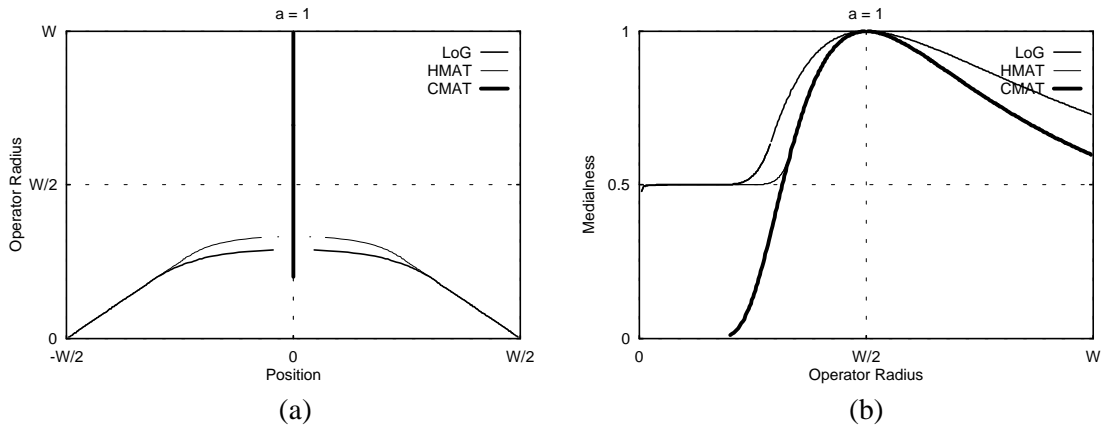 a = 1
W
LoG
HMAT
CMAT
Operator Radius
W/2
0
-W/2
0
W/2
Position
(a)
a = 1
1
LoG
HMAT
CMAT
Medialness
0.5
0
0
W/2
W
Operator Radius
(b)